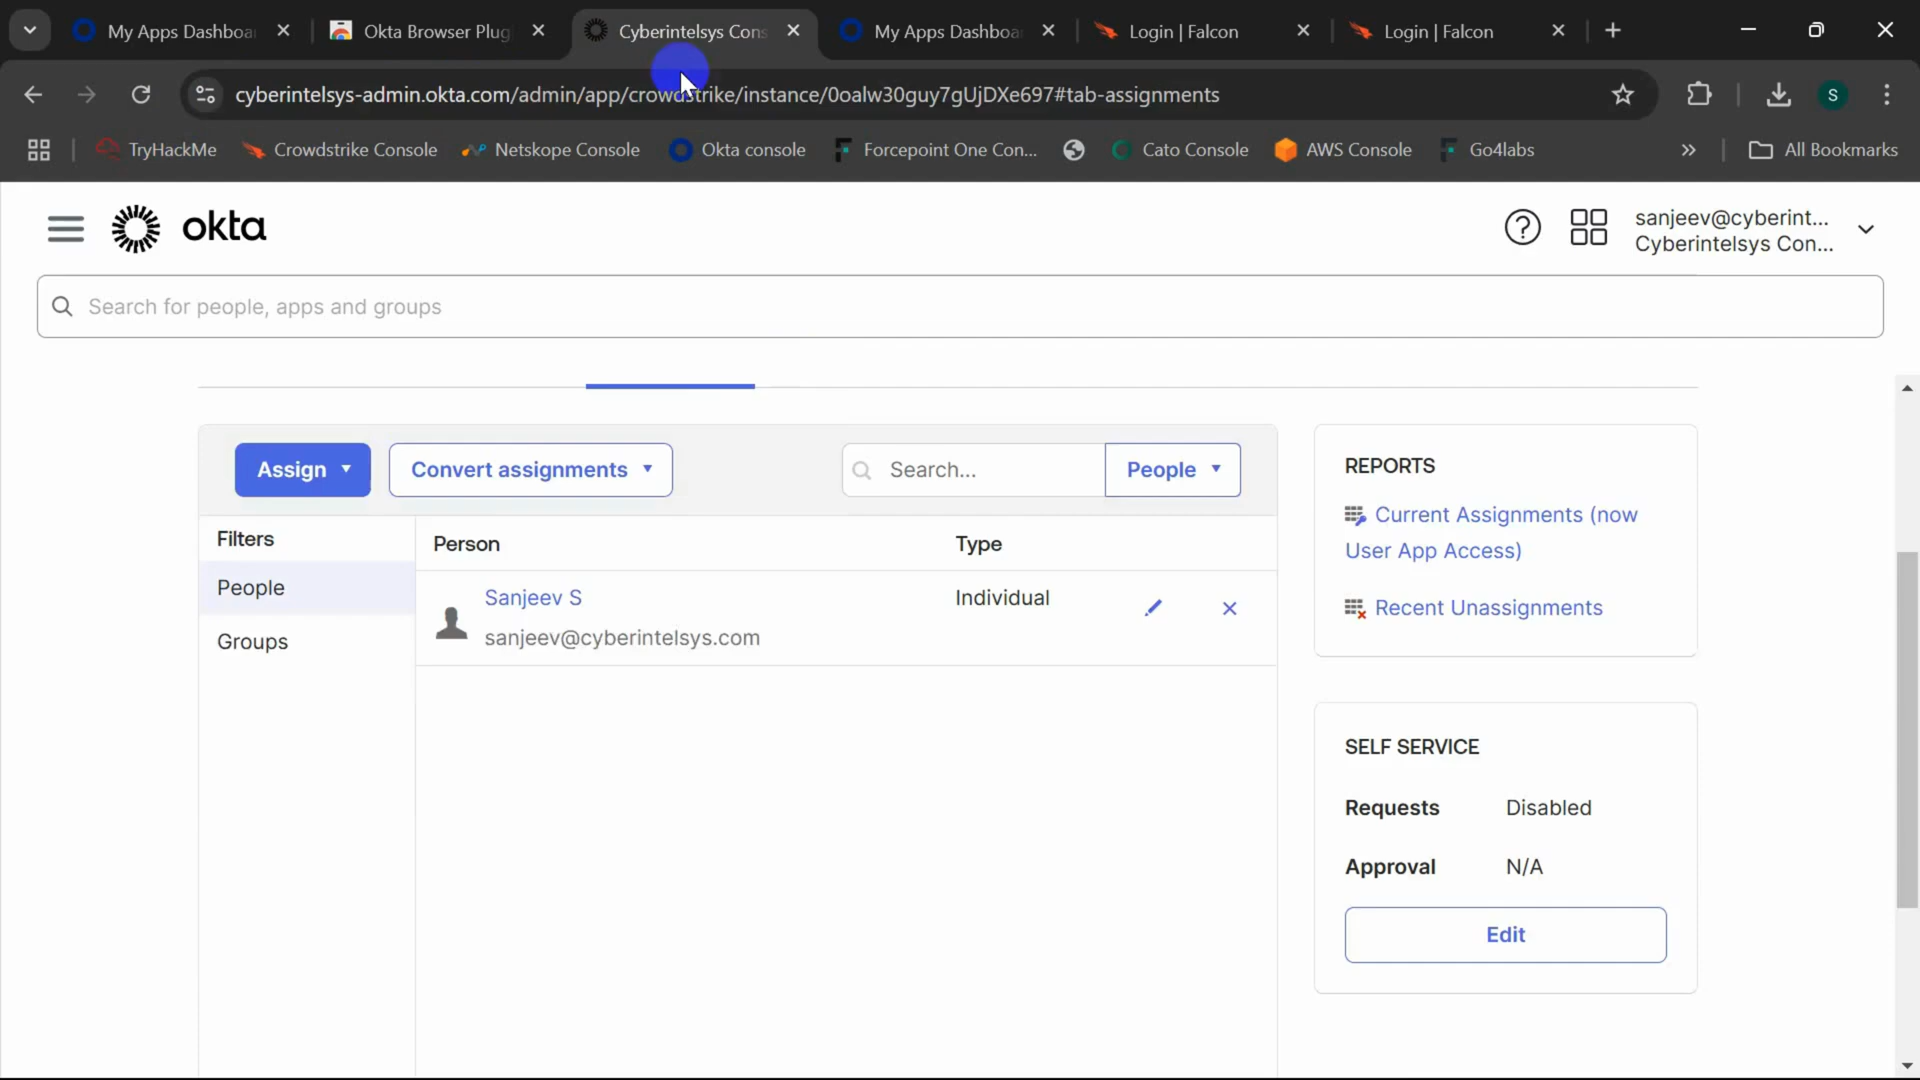 My Apps Dashboa
Okta Browser Plug
Cyberintelsys Cons
My Apps Dashboa
Login | Falcon
Login | Falcon
cyberintelsys-admin.okta.com/admin/app/crowdstrike/instance/0oalw30guy7gUjDXe697#tab-assignments
S
TryHackMe
Crowdstrike Console
Netskope Console
Okta console
Forcepoint One Con...
Cato Console
AWS Console
Go4labs
All Bookmarks
okta
sanjeev@cyberint...
Cyberintelsys Con...
Search for people, apps and groups
Assign
Convert assignments
Search...
People
Filters
Person
Type
People
Groups
Sanjeev S
sanjeev@cyberintelsys.com
Individual
REPORTS
Current Assignments (now
User App Access)
Recent Unassignments
SELF SERVICE
Requests Disabled
Approval N/A
Edit